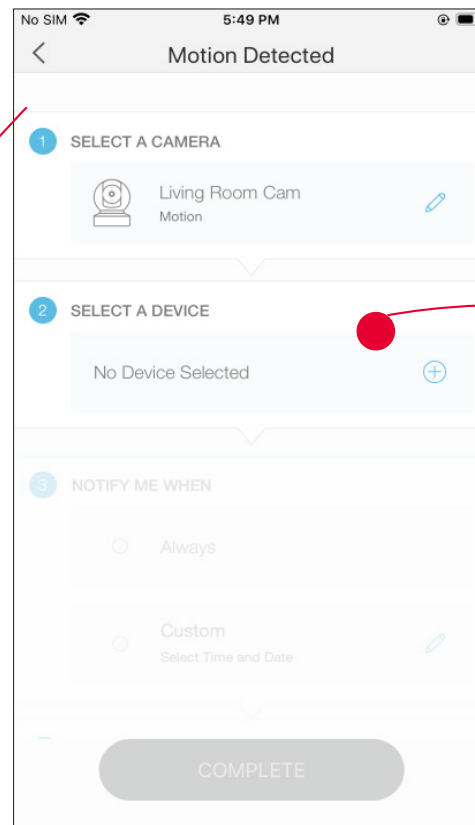 No SIM 5:49 PM
Motion Detected
1 SELECT A CAMERA
Living Room Cam
Motion
2 SELECT A DEVICE
No Device Selected
3 NOTIFY ME WHEN
Always
Custom
Select Time and Date
COMPLETE